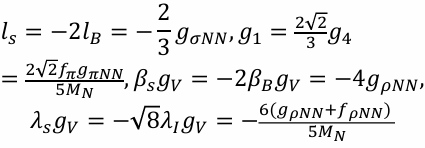 $l_s = -2l_B = -\frac{2}{3}g_{\sigma NN}, g_1 = \frac{2\sqrt{2}}{3}g_4$
$= \frac{2\sqrt{2}f_\pi g_{\pi NN}}{5M_N}, \beta_s g_V = -2\beta_B g_V = -4g_{\rho NN},$
$\lambda_s g_V = -\sqrt{8}\lambda_I g_V = -\frac{6(g_{\rho NN}+f_{\rho NN})}{5M_N}$